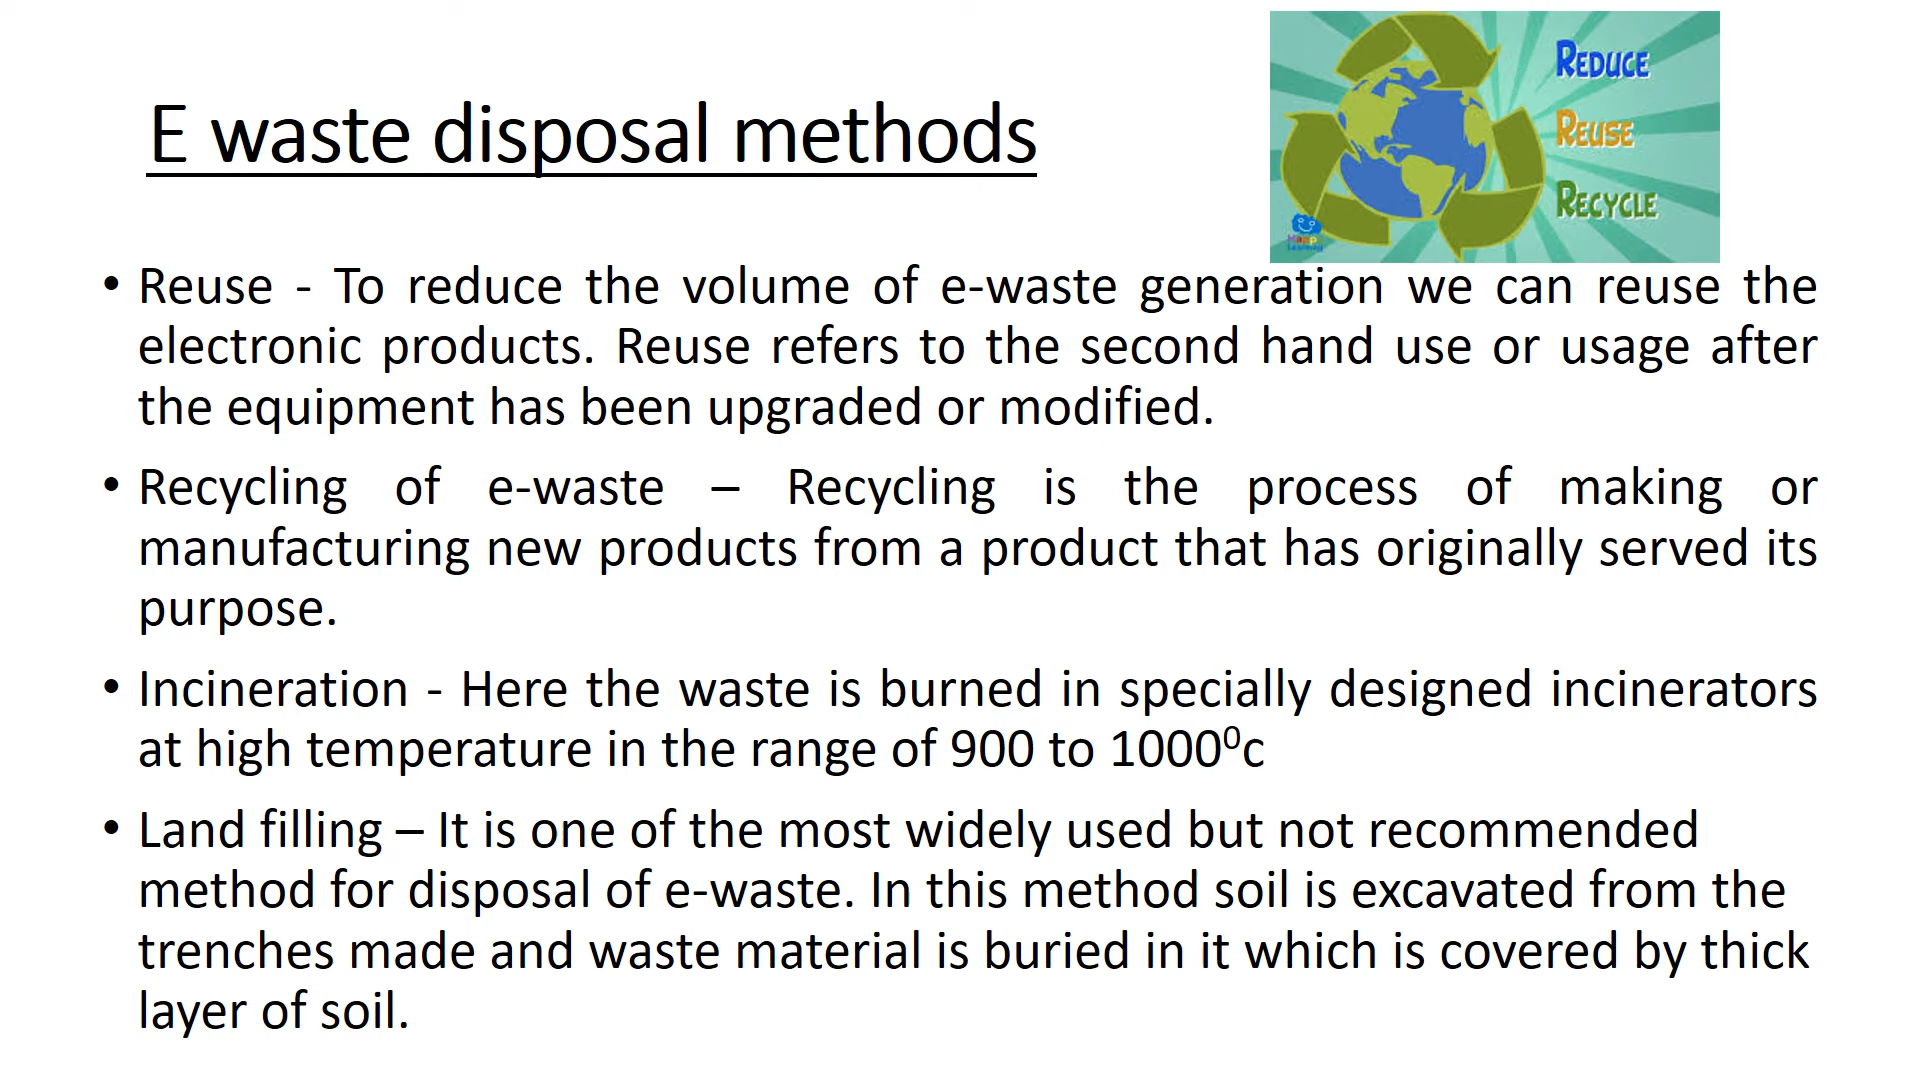 E waste disposal methods
REDUCE
REUSE
RECYCLE
Happ
Learning
• Reuse - To reduce the volume of e-waste generation we can reuse the
electronic products. Reuse refers to the second hand use or usage after
the equipment has been upgraded or modified.
• Recycling of e-waste – Recycling is the process of making or
manufacturing new products from a product that has originally served its
purpose.
• Incineration - Here the waste is burned in specially designed incinerators
at high temperature in the range of 900 to 1000⁰c
• Land filling – It is one of the most widely used but not recommended
method for disposal of e-waste. In this method soil is excavated from the
trenches made and waste material is buried in it which is covered by thick
layer of soil.